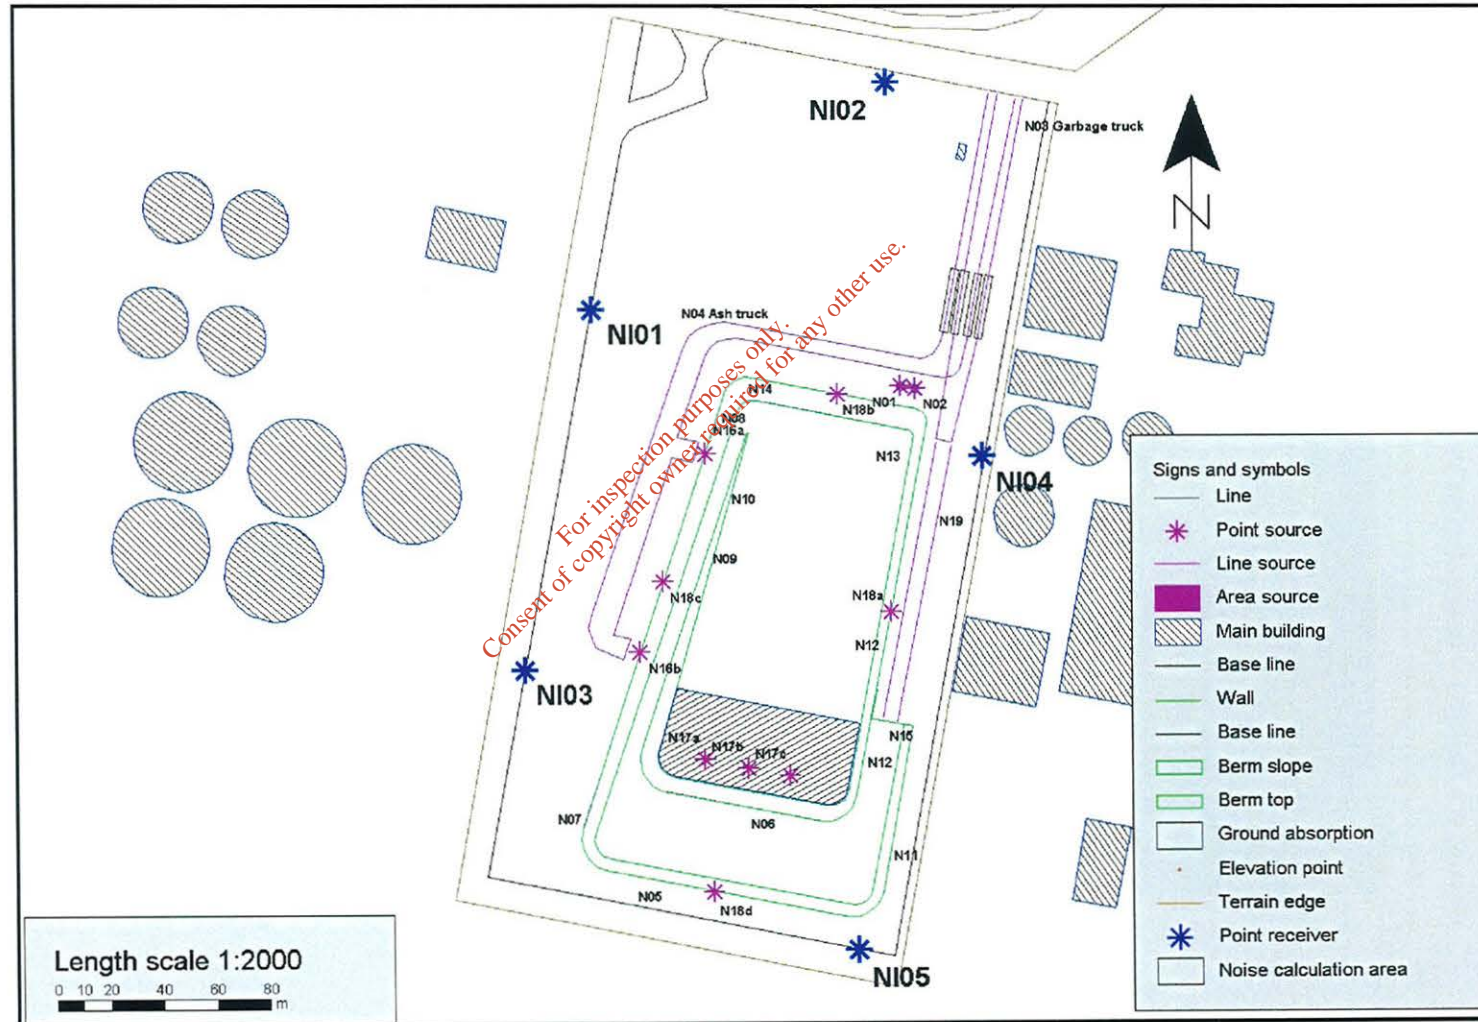 NI02
N03 Garbage truck
N
NI01
N04 Ash truck
For inspection purposes only.
Consent of copyright owner required for any other use.
N14
N18b
N01
N02
N08
N16a
N13
NI04
N10
N19
N09
N18c
N18a
N12
N16b
NI03
N17a
N17b
N17c
N15
N12
N07
N06
N11
N05
N18d
NI05
Signs and symbols
Line
Point source
Line source
Area source
Main building
Base line
Wall
Base line
Berm slope
Berm top
Ground absorption
Elevation point
Terrain edge
Point receiver
Noise calculation area
Length scale 1:2000
0 10 20 40 60 80
m